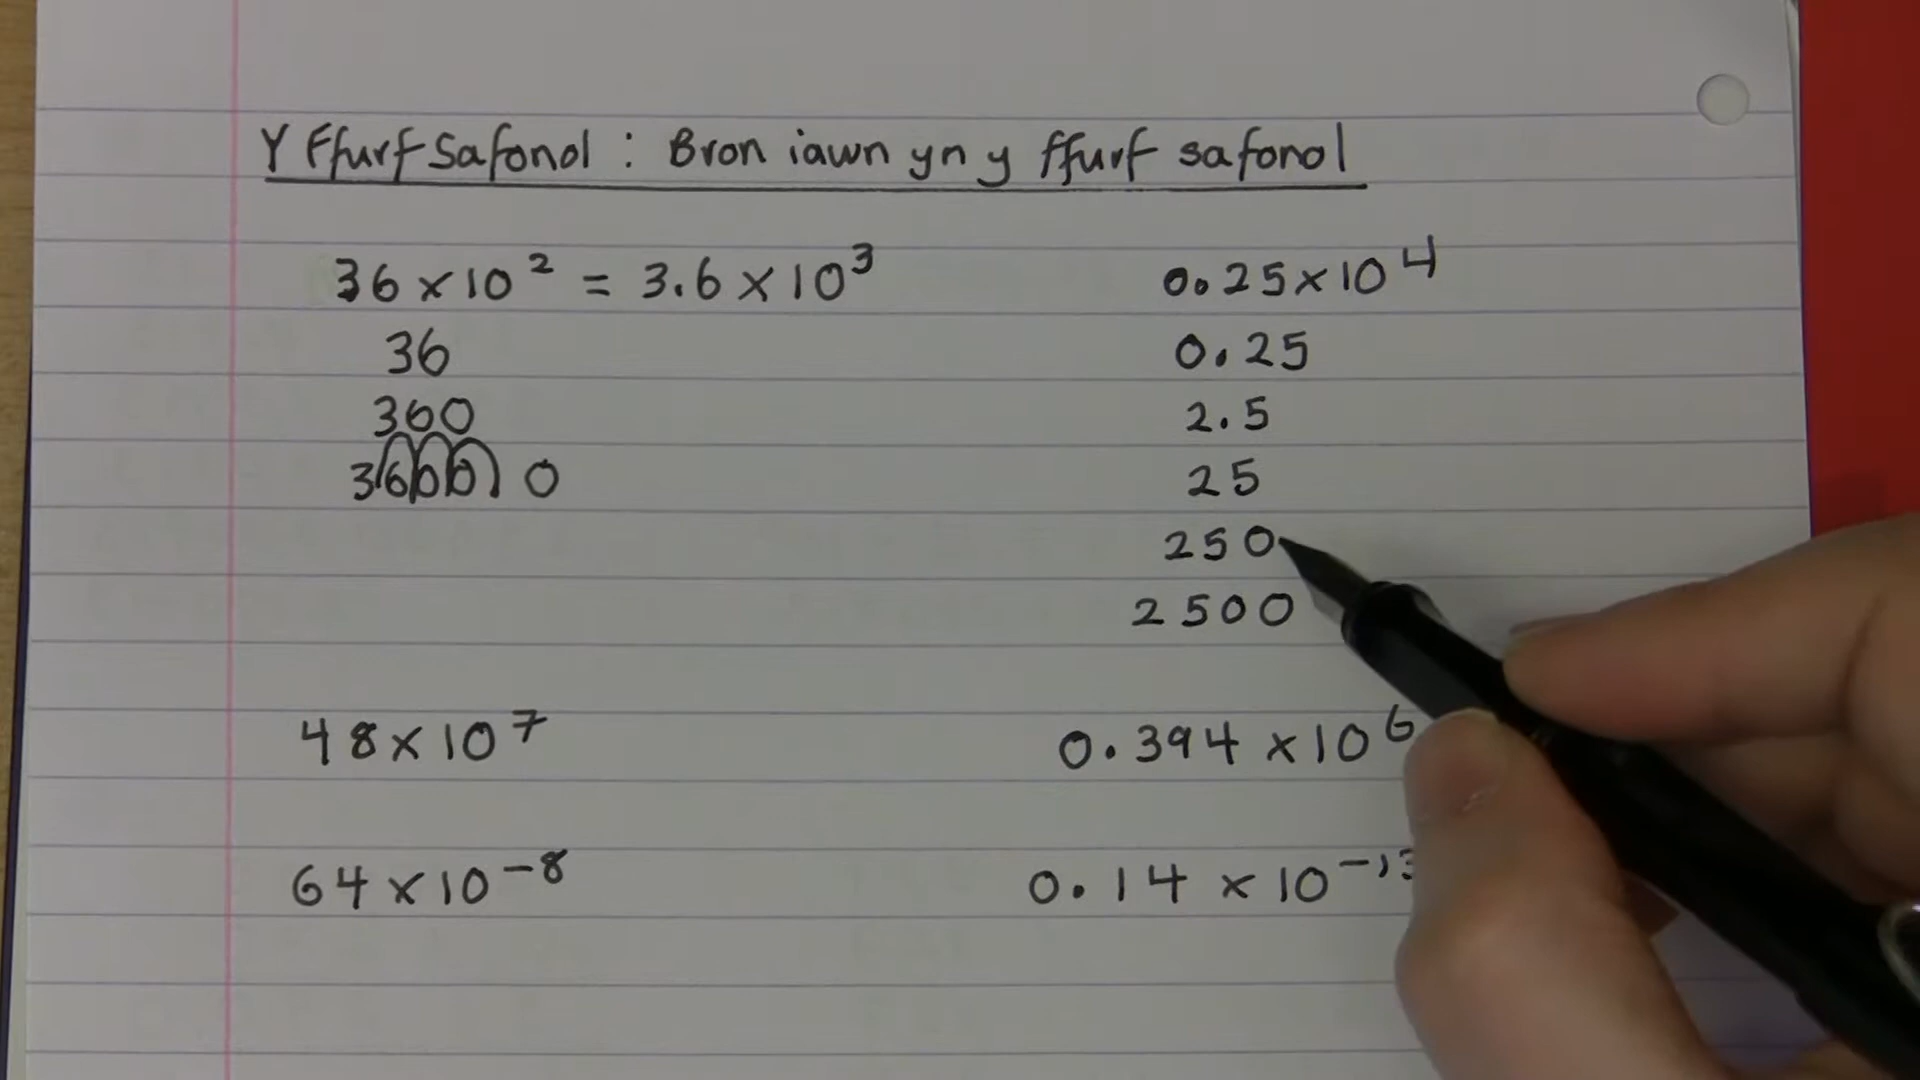 Y Ffurf Safonol : Bron iawn yn y ffurf safonol
36 × 10² = 3.6 × 10³
36
360
3600 0
0.25 × 10⁴
0.25
2.5
25
250
2500
48 × 10⁷
0.394 × 10⁶
64 × 10⁻⁸
0.14 × 10⁻¹³